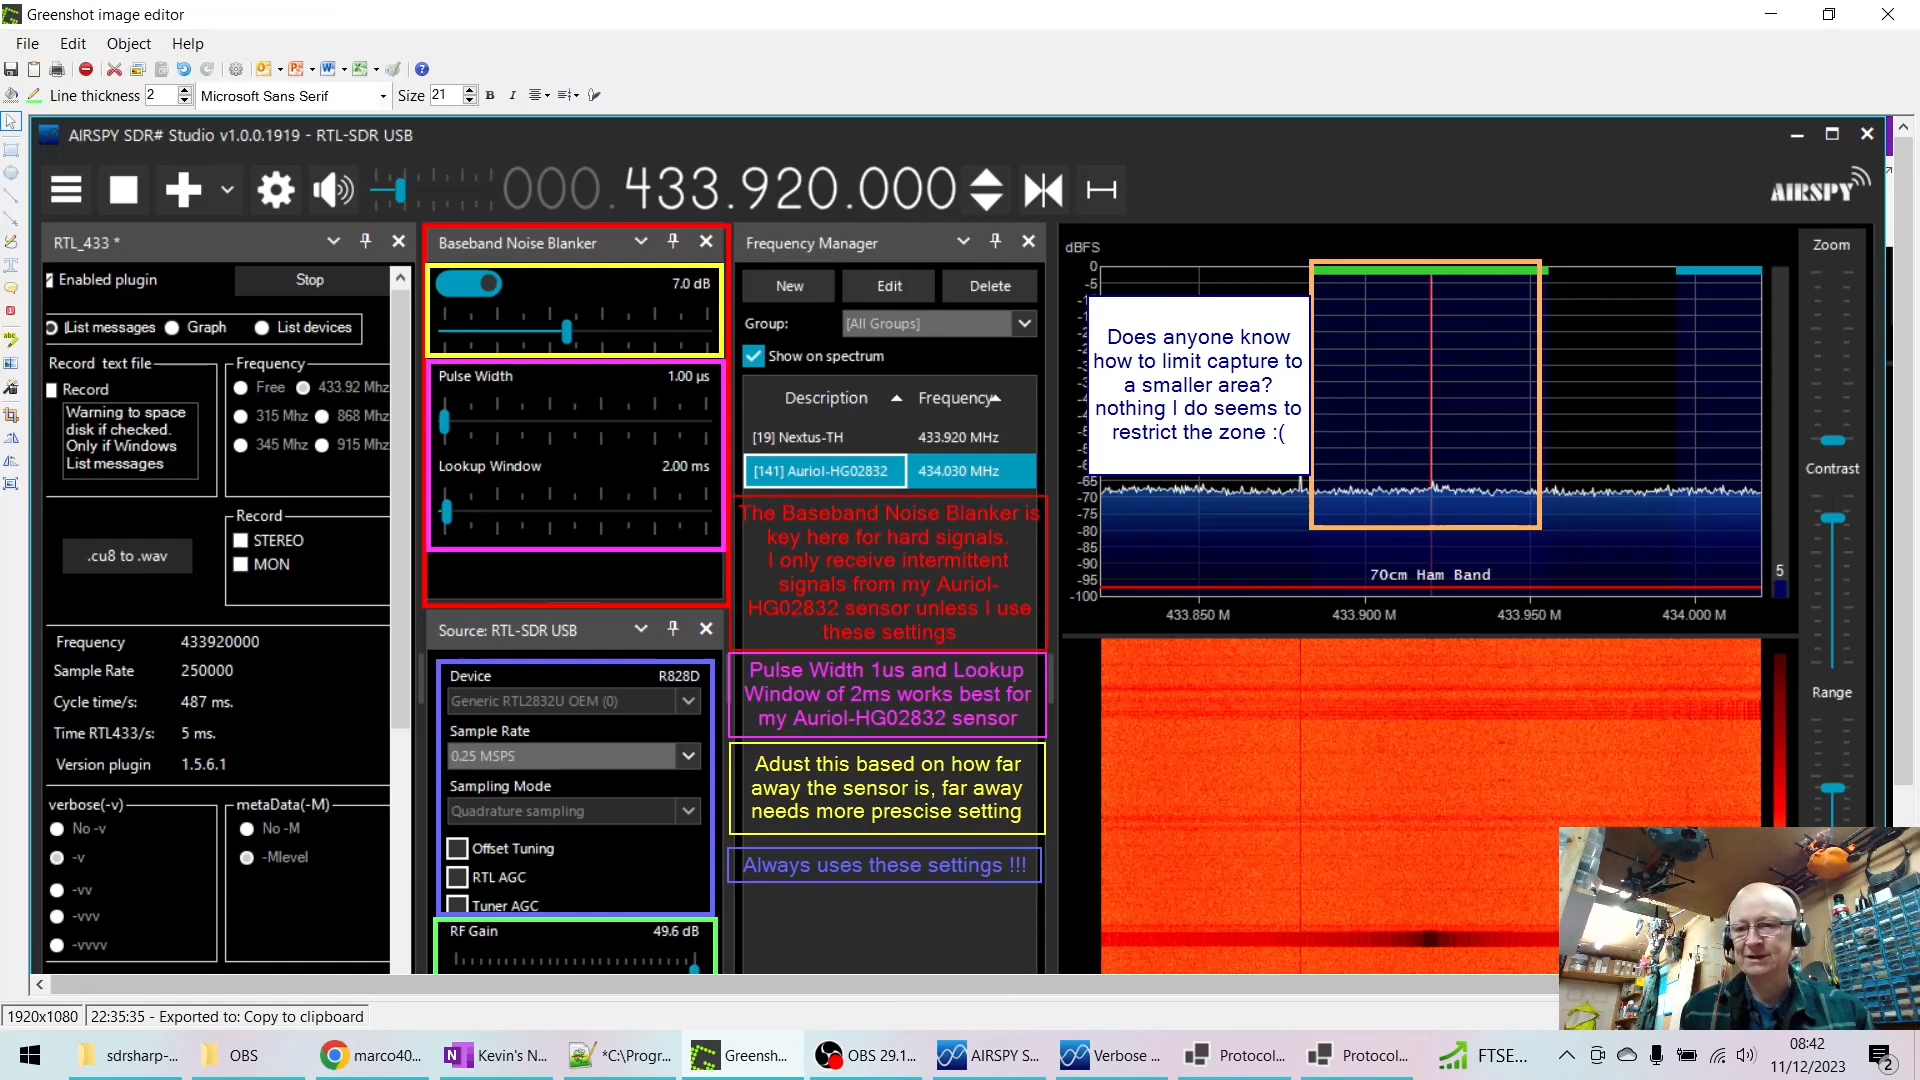 Greenshot image editor
File Edit Object Help
Line thickness 2 Microsoft Sans Serif Size 21 B I
AIRSPY SDR# Studio v1.0.0.1919 - RTL-SDR USB
000.433.920.000
AIRSPY
RTL_433 *
Enabled plugin Stop
List messages Graph List devices
Record text file
Record
Warning to space
disk if checked.
Only if Windows
List messages
Frequency
Free 433.92 Mhz
315 Mhz 868 Mhz
345 Mhz 915 Mhz
.cu8 to .wav
Record
STEREO
MON
Frequency 433920000
Sample Rate 250000
Cycle time/s: 487 ms.
Time RTL433/s: 5 ms.
Version plugin 1.5.6.1
verbose(-v)
No -v
-v
-vv
-vvv
-vvvv
metaData(-M)
No -M
-Mlevel
Baseband Noise Blanker
7.0 dB
Pulse Width 1.00 µs
Lookup Window 2.00 ms
Source: RTL-SDR USB
Device R828D
Generic RTL2832U OEM (0)
Sample Rate
0.25 MSPS
Sampling Mode
Quadrature sampling
Offset Tuning
RTL AGC
Tuner AGC
RF Gain 49.6 dB
Frequency Manager
New Edit Delete
Group: [All Groups]
Show on spectrum
Description Frequency
[19] Nextus-TH 433.920 MHz
[141] Auriol-HG02832 434.030 MHz
The Baseband Noise Blanker is
key here for hard signals.
I only receive intermittent
signals from my Auriol-
HG02832 sensor unless I use
these settings
Pulse Width 1us and Lookup
Window of 2ms works best for
my Auriol-HG02832 sensor
Adust this based on how far
away the sensor is, far away
needs more prescise setting
Always uses these settings !!!
dBFS
0
-5
Does anyone know
how to limit capture to
a smaller area?
nothing I do seems to
restrict the zone :(
-65
-70
-75
-80
-85
-90
-95
-100
70cm Ham Band
433.850 M 433.900 M 433.950 M 434.000 M
5
Zoom
Contrast
Range
1920x1080 22:35:35 - Exported to: Copy to clipboard
sdrsharp-... OBS marco40... Kevin's N... *C:\Progr... Greensh... OBS 29.1... AIRSPY S... Verbose ... Protocol... Protocol... FTSE...
08:42
11/12/2023
2